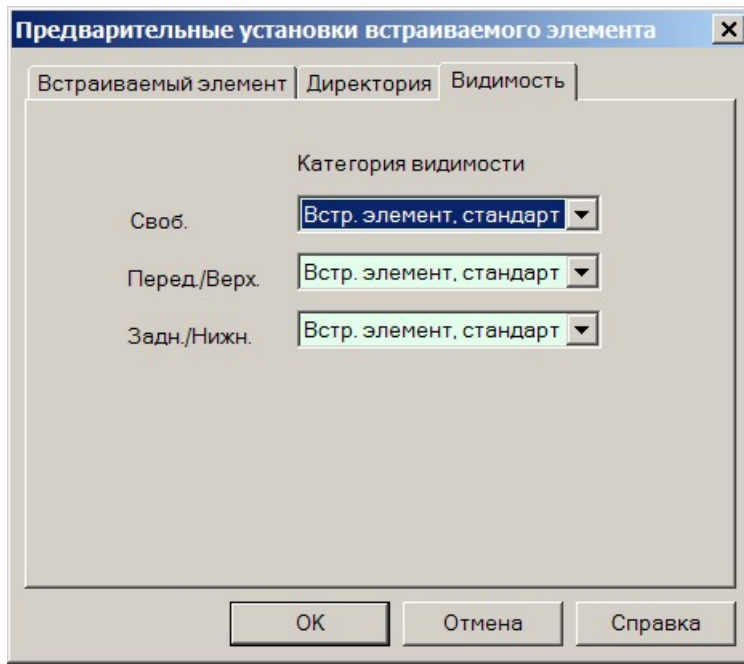 Предварительные установки встраиваемого элемента
Встраиваемый элемент Директория Видимость
Категория видимости
Своб. Встр. элемент, стандарт
Перед./Верх. Встр. элемент, стандарт
Задн./Нижн. Встр. элемент, стандарт
OK Отмена Справка